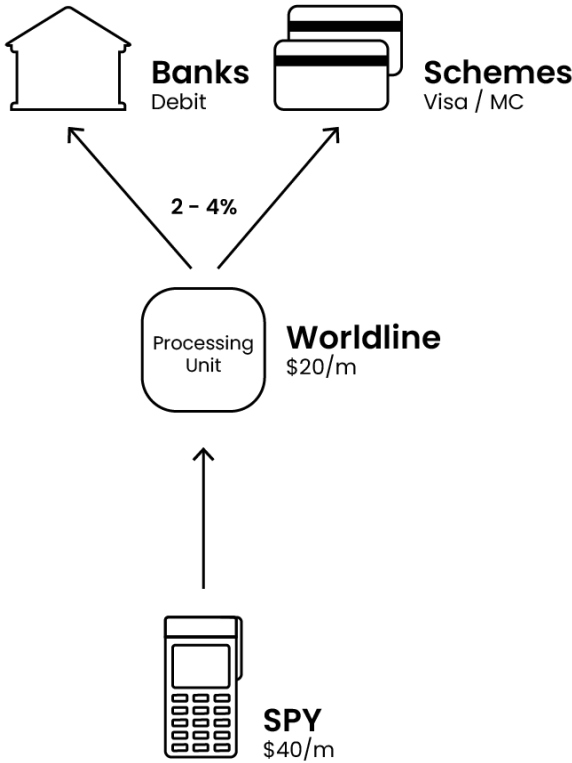 Banks
Debit
Schemes
Visa / MC
2 - 4%
Processing
Unit
Worldline
$20/m
SPY
$40/m